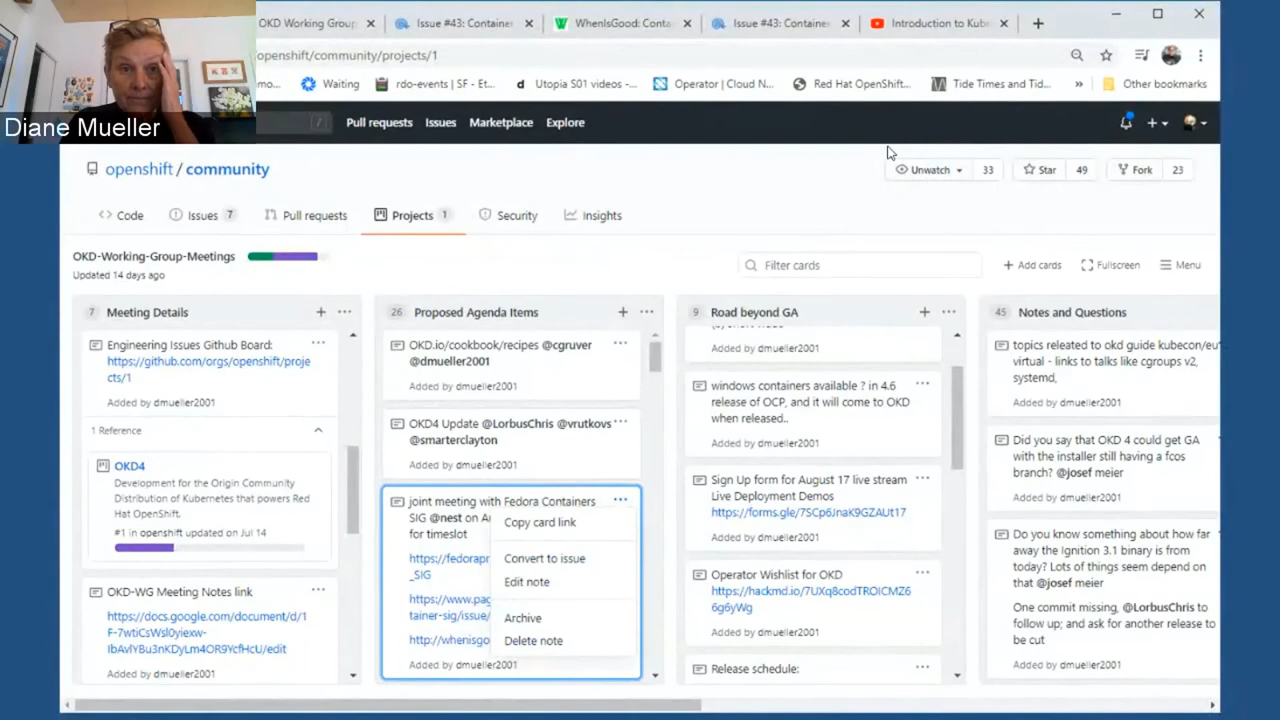 OKD Working Group
Issue #43: Container
WhenIsGood: Conta
Issue #43: Container
Introduction to Kube
openshift/community/projects/1
Waiting
rdo-events | SF - Et...
Utopia S01 videos -...
Operator | Cloud N...
Red Hat OpenShift...
Tide Times and Tid...
»
Other bookmarks
Diane Mueller
/
Pull requests
Issues
Marketplace
Explore
openshift / community
Unwatch
33
Star
49
Fork
23
Code
Issues 7
Pull requests
Projects 1
Security
Insights
OKD-Working-Group-Meetings
Updated 14 days ago
Filter cards
+ Add cards
Fullscreen
Menu
7 Meeting Details
Engineering Issues Github Board:
https://github.com/orgs/openshift/proje
cts/1
Added by dmueller2001
1 Reference
OKD4
Development for the Origin Community
Distribution of Kubernetes that powers Red
Hat OpenShift.
#1 in openshift updated on Jul 14
OKD-WG Meeting Notes link
https://docs.google.com/document/d/1
Added by dmueller2001
26 Proposed Agenda Items
OKD.io/cookbook/recipes @cgruver
@dmueller2001
Added by dmueller2001
OKD4 Update @LorbusChris @vrutkovs
@smarterclayton
Added by dmueller2001
joint meeting with Fedora Containers
SIG @nest on A
for timeslot
https://fedorapr
_SIG
https://www.pag
tainer-sig/issue/
http://whenisgo
Added by dmueller2001
Copy card link
Convert to issue
Edit note
Archive
Delete note
9 Road beyond GA
Added by dmueller2001
windows containers available ? in 4.6
release of OCP, and it will come to OKD
when released..
Added by dmueller2001
Sign Up form for August 17 live stream
Live Deployment Demos
https://forms.gle/7SCp6JnaK9GZAUt17
Added by dmueller2001
Operator Wishlist for OKD
https://hackmd.io/7UXq8codTROICMZ6
6g6yWg
Added by dmueller2001
Release schedule:
45 Notes and Questions
topics releated to okd guide kubecon/eu
virtual - links to talks like cgroups v2,
systemd,
Added by dmueller2001
Did you say that OKD 4 could get GA
with the installer still having a fcos
branch? @josef meier
Added by dmueller2001
Do you know something about how far
away the Ignition 3.1 binary is from
today? Lots of things seem depend on
that @josef meier
One commit missing, @LorbusChris to
follow up; and ask for another release to
be cut
Added by dmueller2001